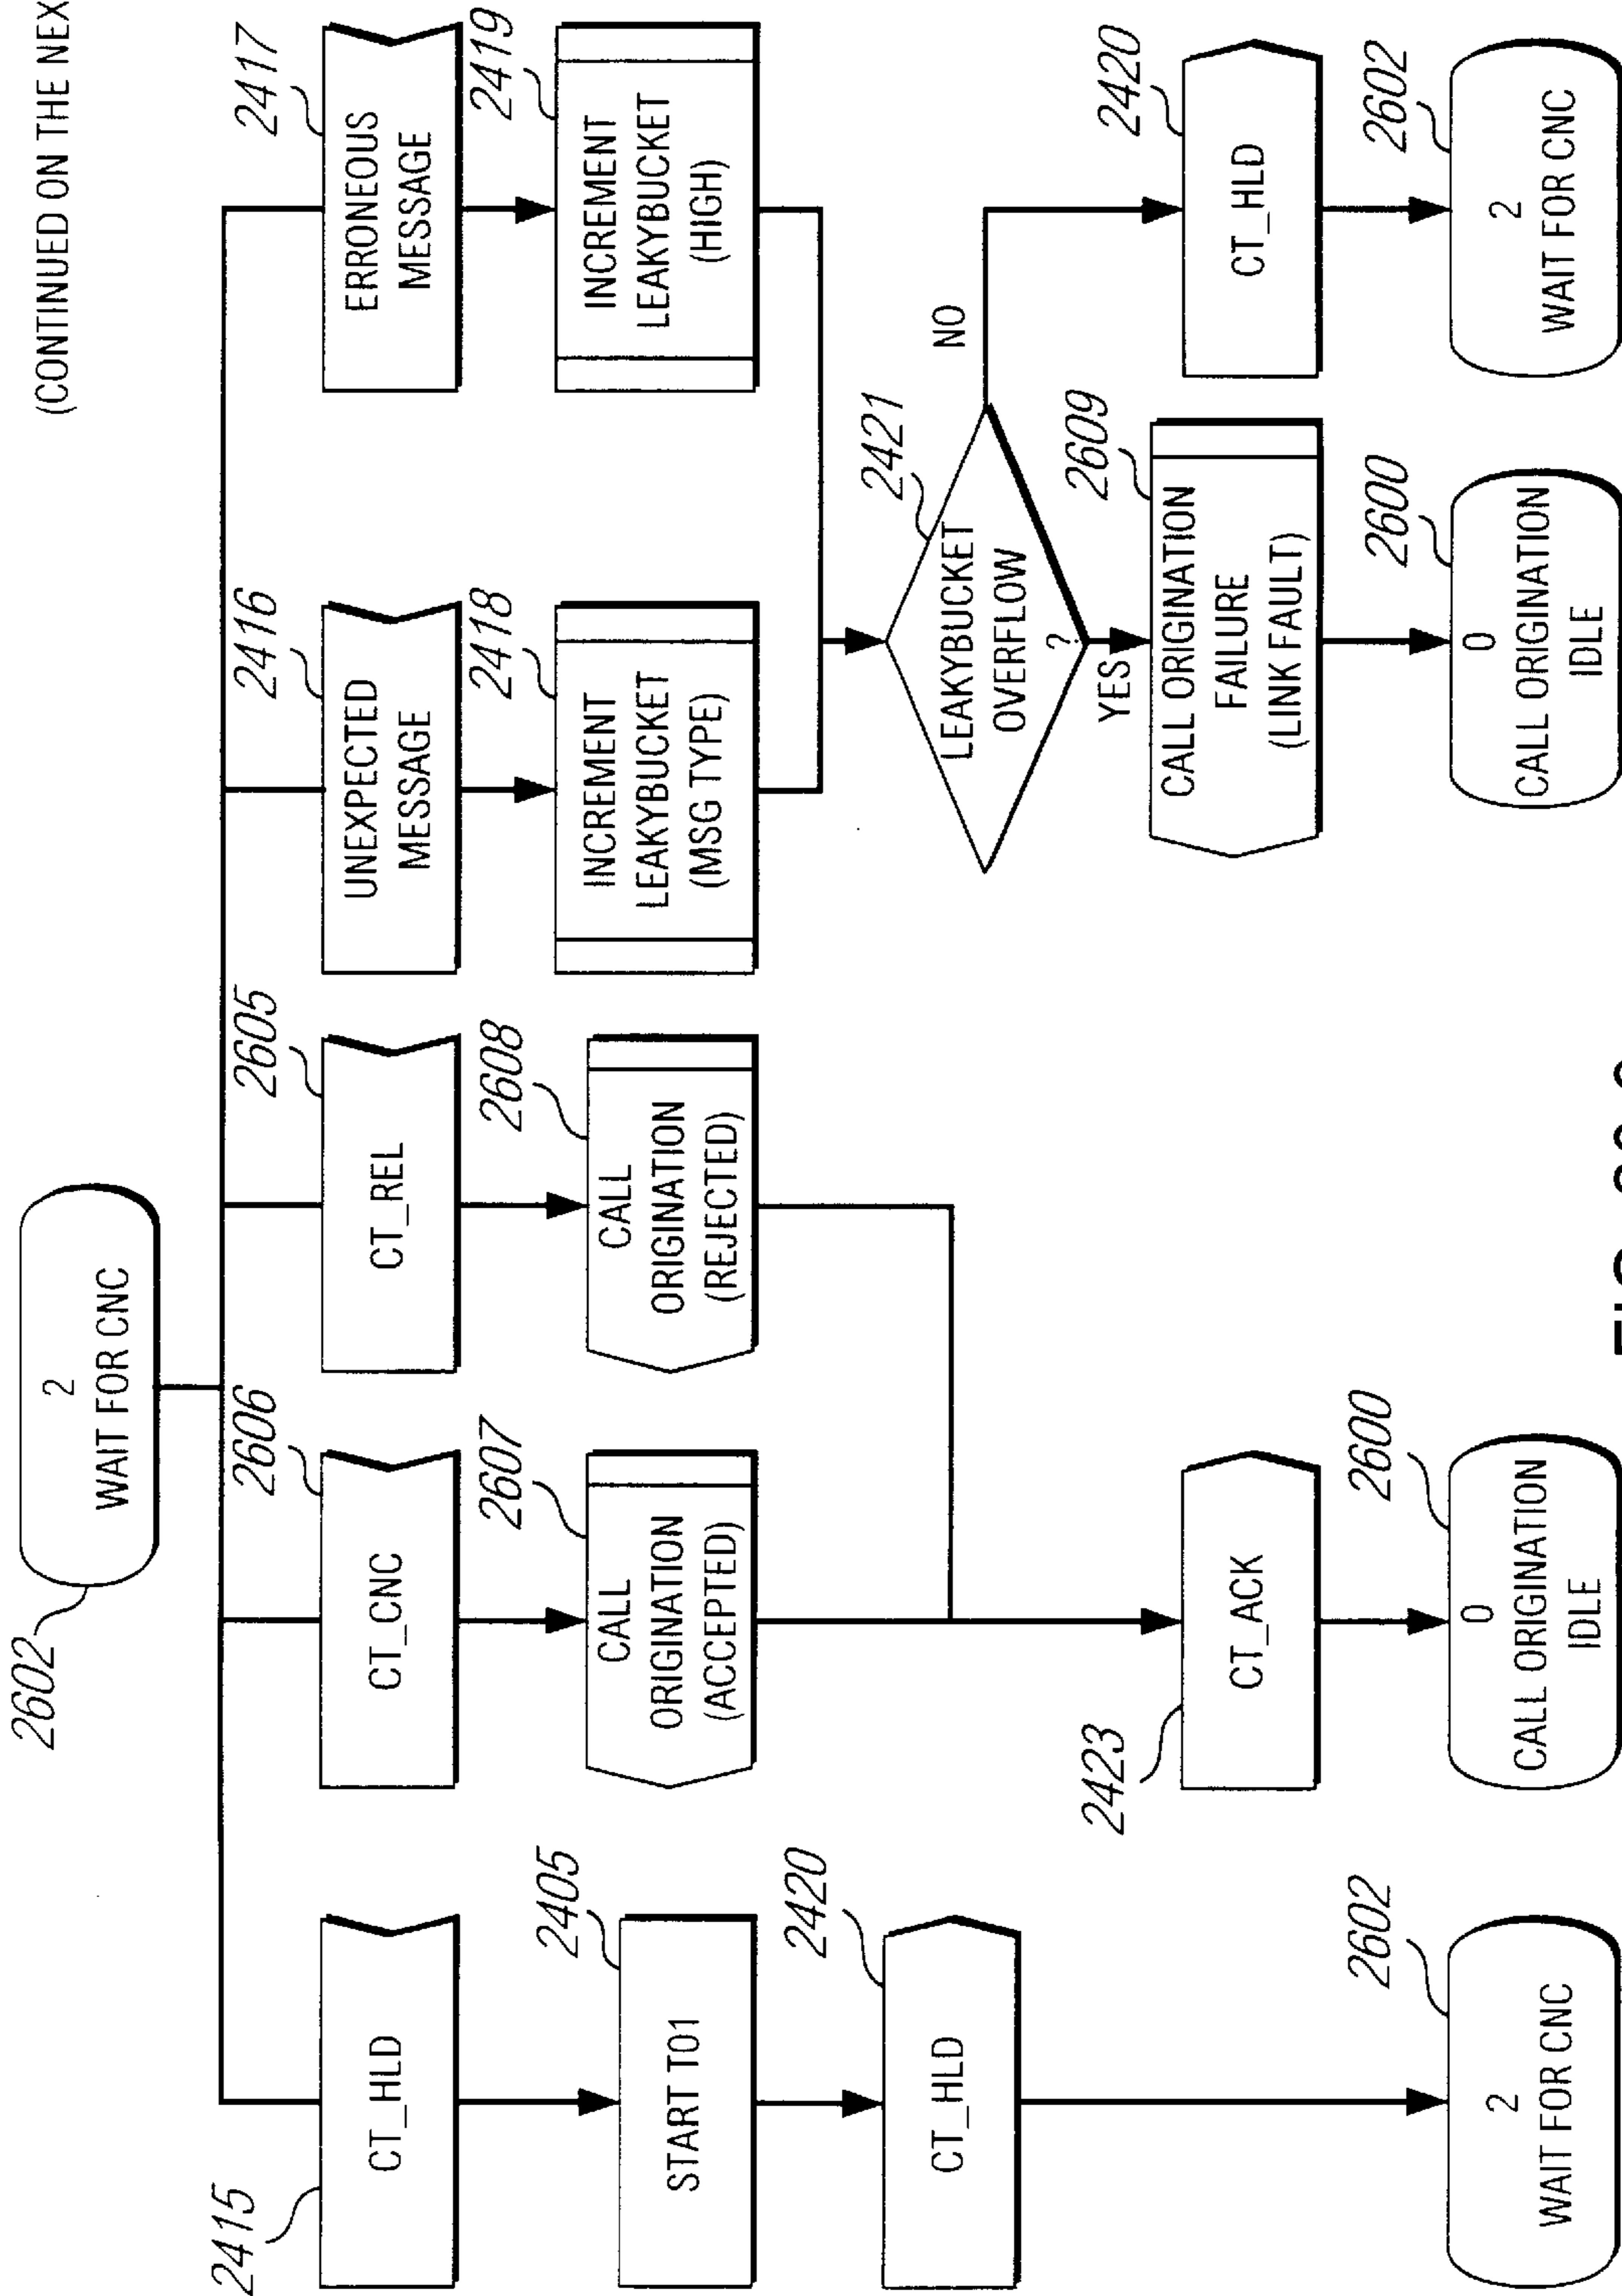 (CONTINUED ON THE NEX
2602
2
WAIT FOR CNC
2415
CT_HLD
2606
CT_CNC
2605
CT_REL
2416
UNEXPECTED
MESSAGE
2417
ERRONEOUS
MESSAGE
2405
START T01
2607
CALL
ORIGINATION
(ACCEPTED)
2608
CALL
ORIGINATION
(REJECTED)
2418
INCREMENT
LEAKYBUCKET
(MSG TYPE)
2419
INCREMENT
LEAKYBUCKET
(HIGH)
2420
CT_HLD
2421
LEAKYBUCKET
OVERFLOW
?
NO
YES
2423
CT_ACK
2609
CALL ORIGINATION
FAILURE
(LINK FAULT)
2420
CT_HLD
2602
2
WAIT FOR CNC
2600
0
CALL ORIGINATION
IDLE
2600
0
CALL ORIGINATION
IDLE
2602
2
WAIT FOR CNC